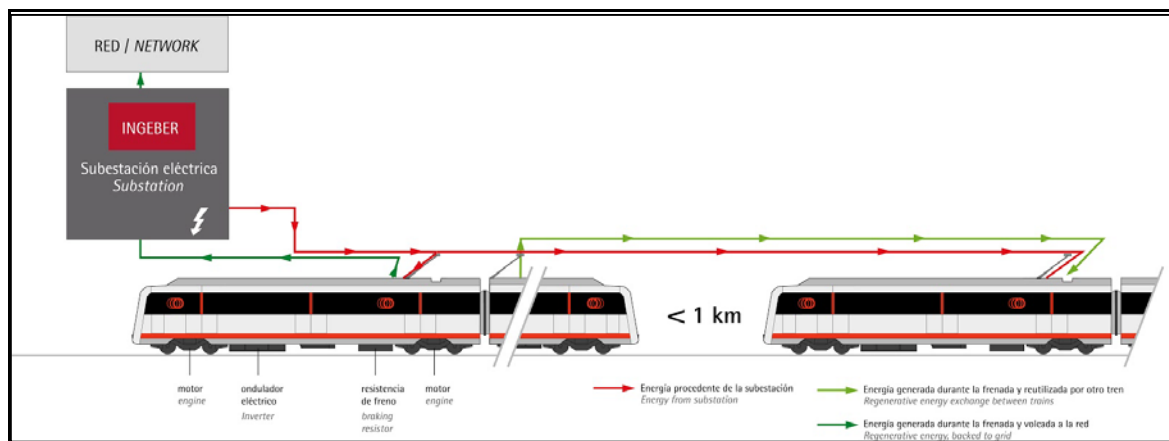 RED / NETWORK
INGEBER
Subestación eléctrica
Substation
< 1 km
motor
engine
ondulador
eléctrico
Inverter
resistencia
de freno
braking
resistor
motor
engine
Energía procedente de la subestación
Energy from substation
Energía generada durante la frenada y reutilizada por otro tren
Regenerative energy exchange between trains
Energía generada durante la frenada y volcada a la red
Regenerative energy, backed to grid